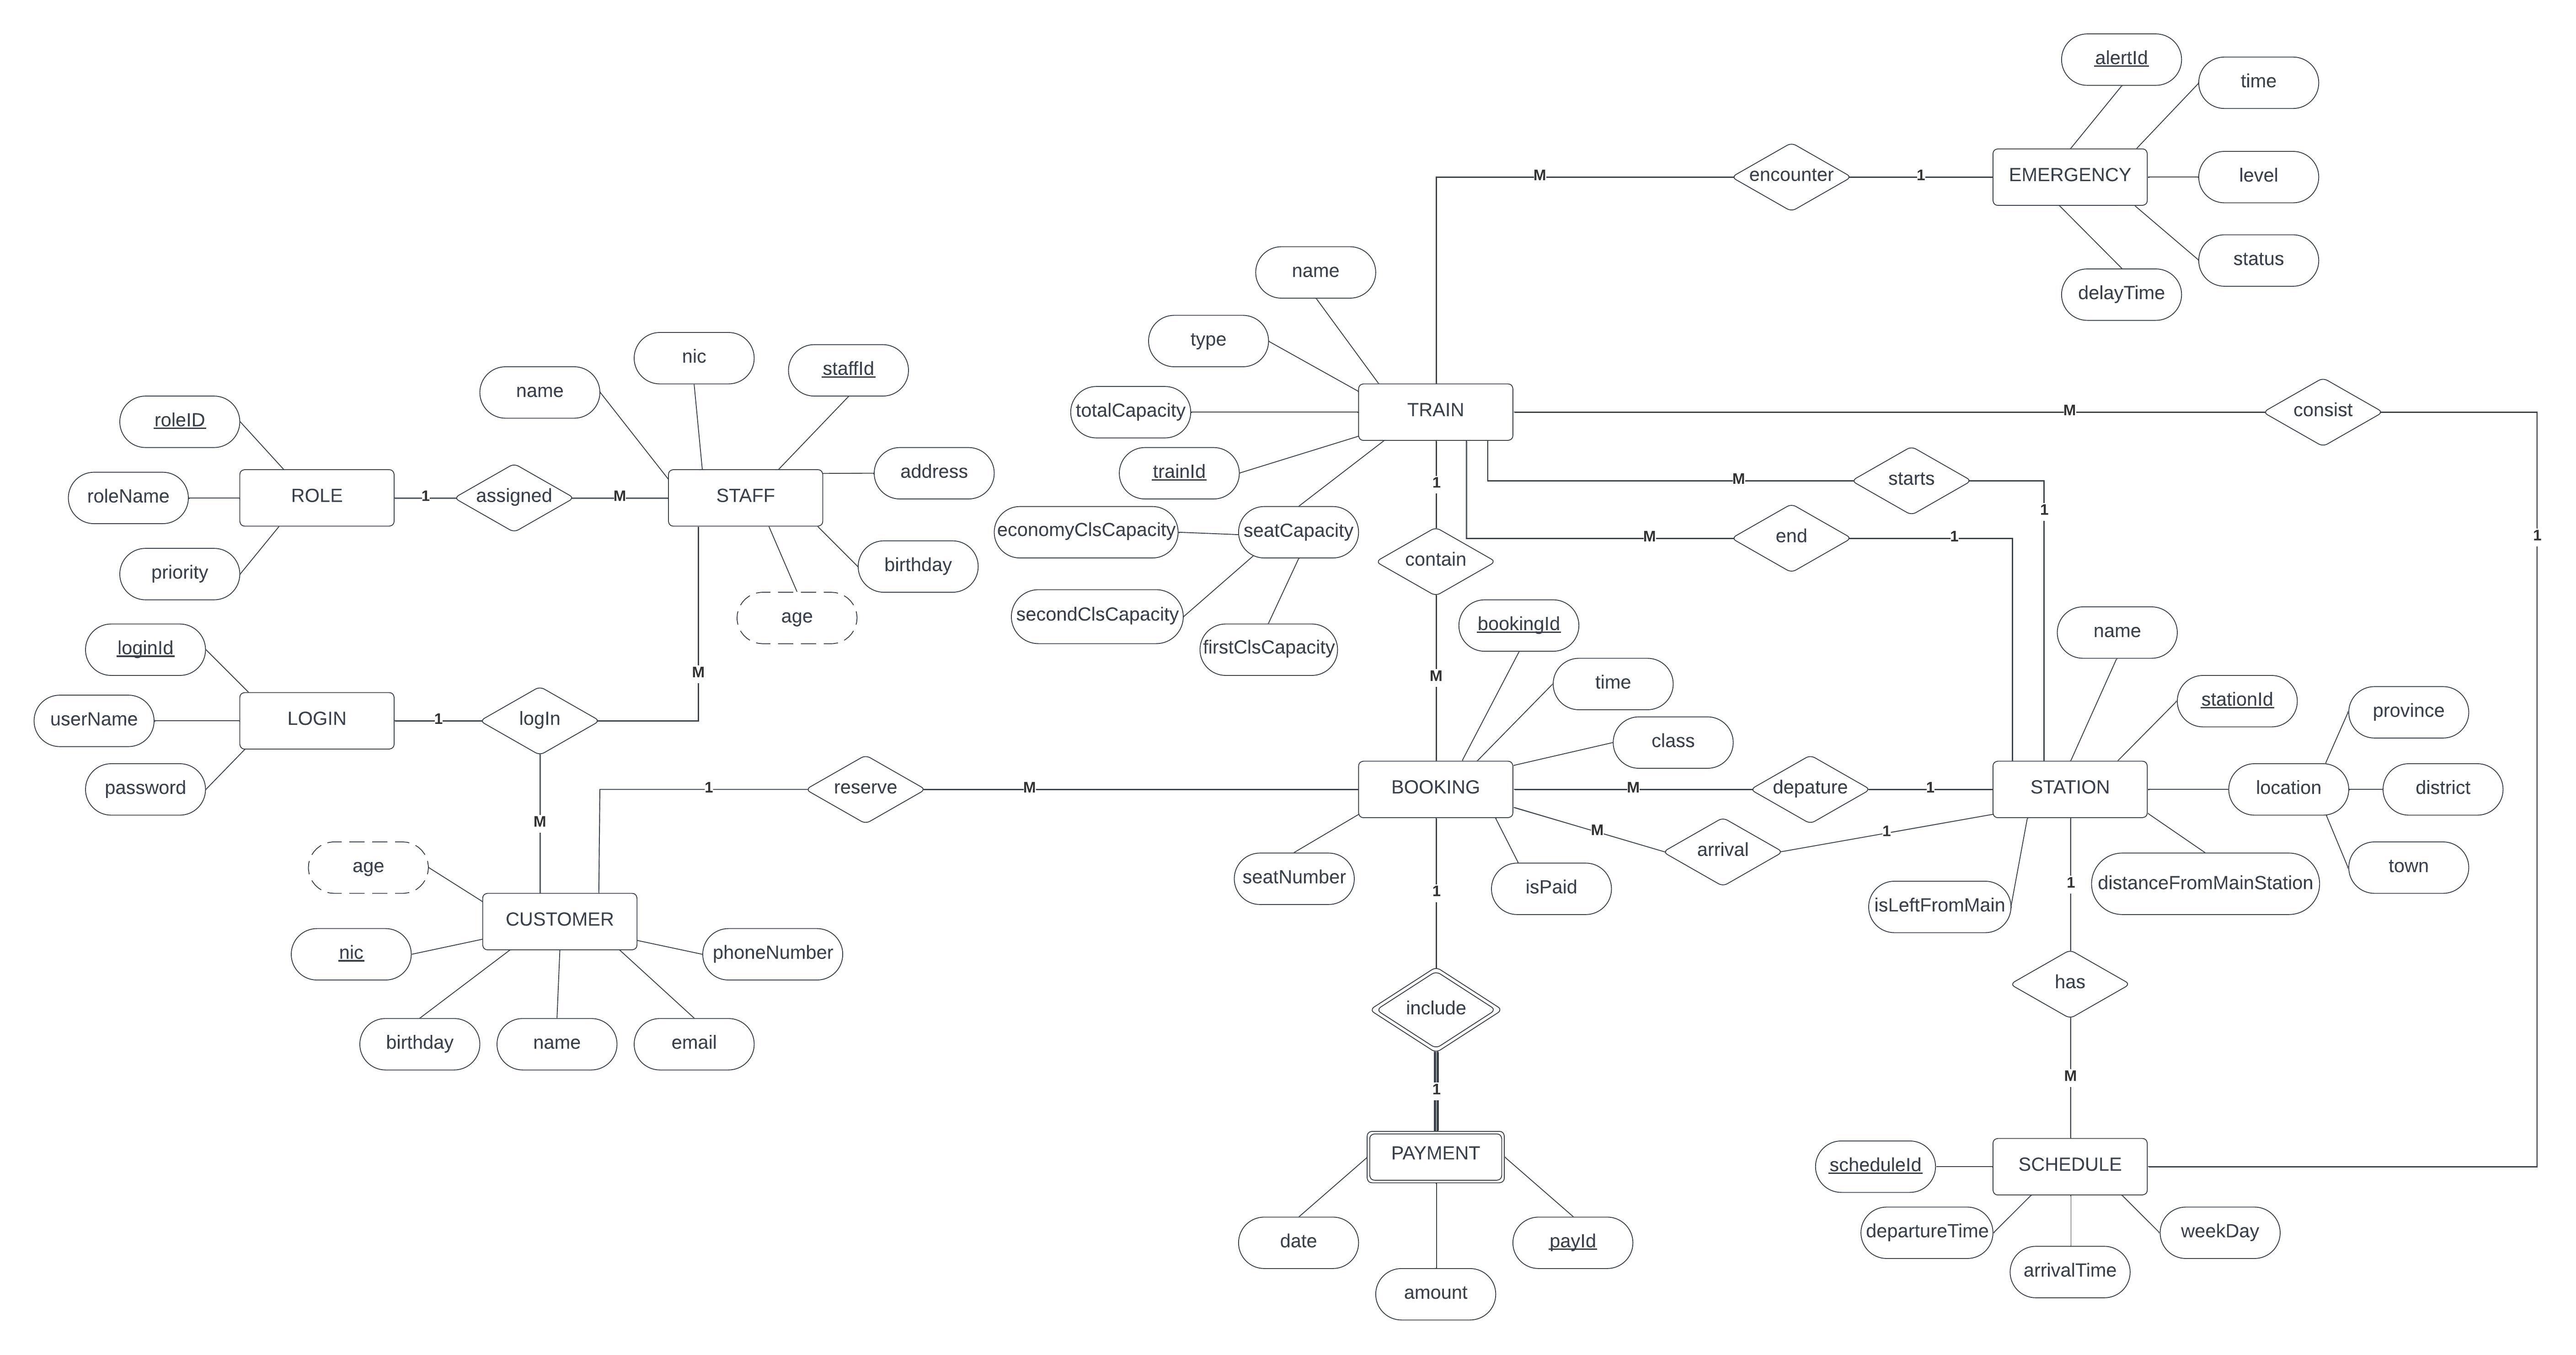 alertId
time
encounter
M
1
EMERGENCY
level
status
delayTime
name
type
totalCapacity
TRAIN
trainId
economyClsCapacity
seatCapacity
secondClsCapacity
firstClsCapacity
M
consist
1
M
starts
1
M
end
1
nic
staffId
name
roleID
address
roleName
ROLE
1
assigned
M
STAFF
priority
birthday
age
1
contain
M
loginId
userName
LOGIN
1
logIn
M
password
M
bookingId
time
class
1
reserve
M
BOOKING
M
depature
1
STATION
M
arrival
1
seatNumber
isPaid
name
stationId
province
location
district
town
distanceFromMainStation
isLeftFromMain
age
CUSTOMER
nic
phoneNumber
birthday
name
email
1
include
1
PAYMENT
date
amount
payId
1
has
M
scheduleId
SCHEDULE
departureTime
arrivalTime
weekDay